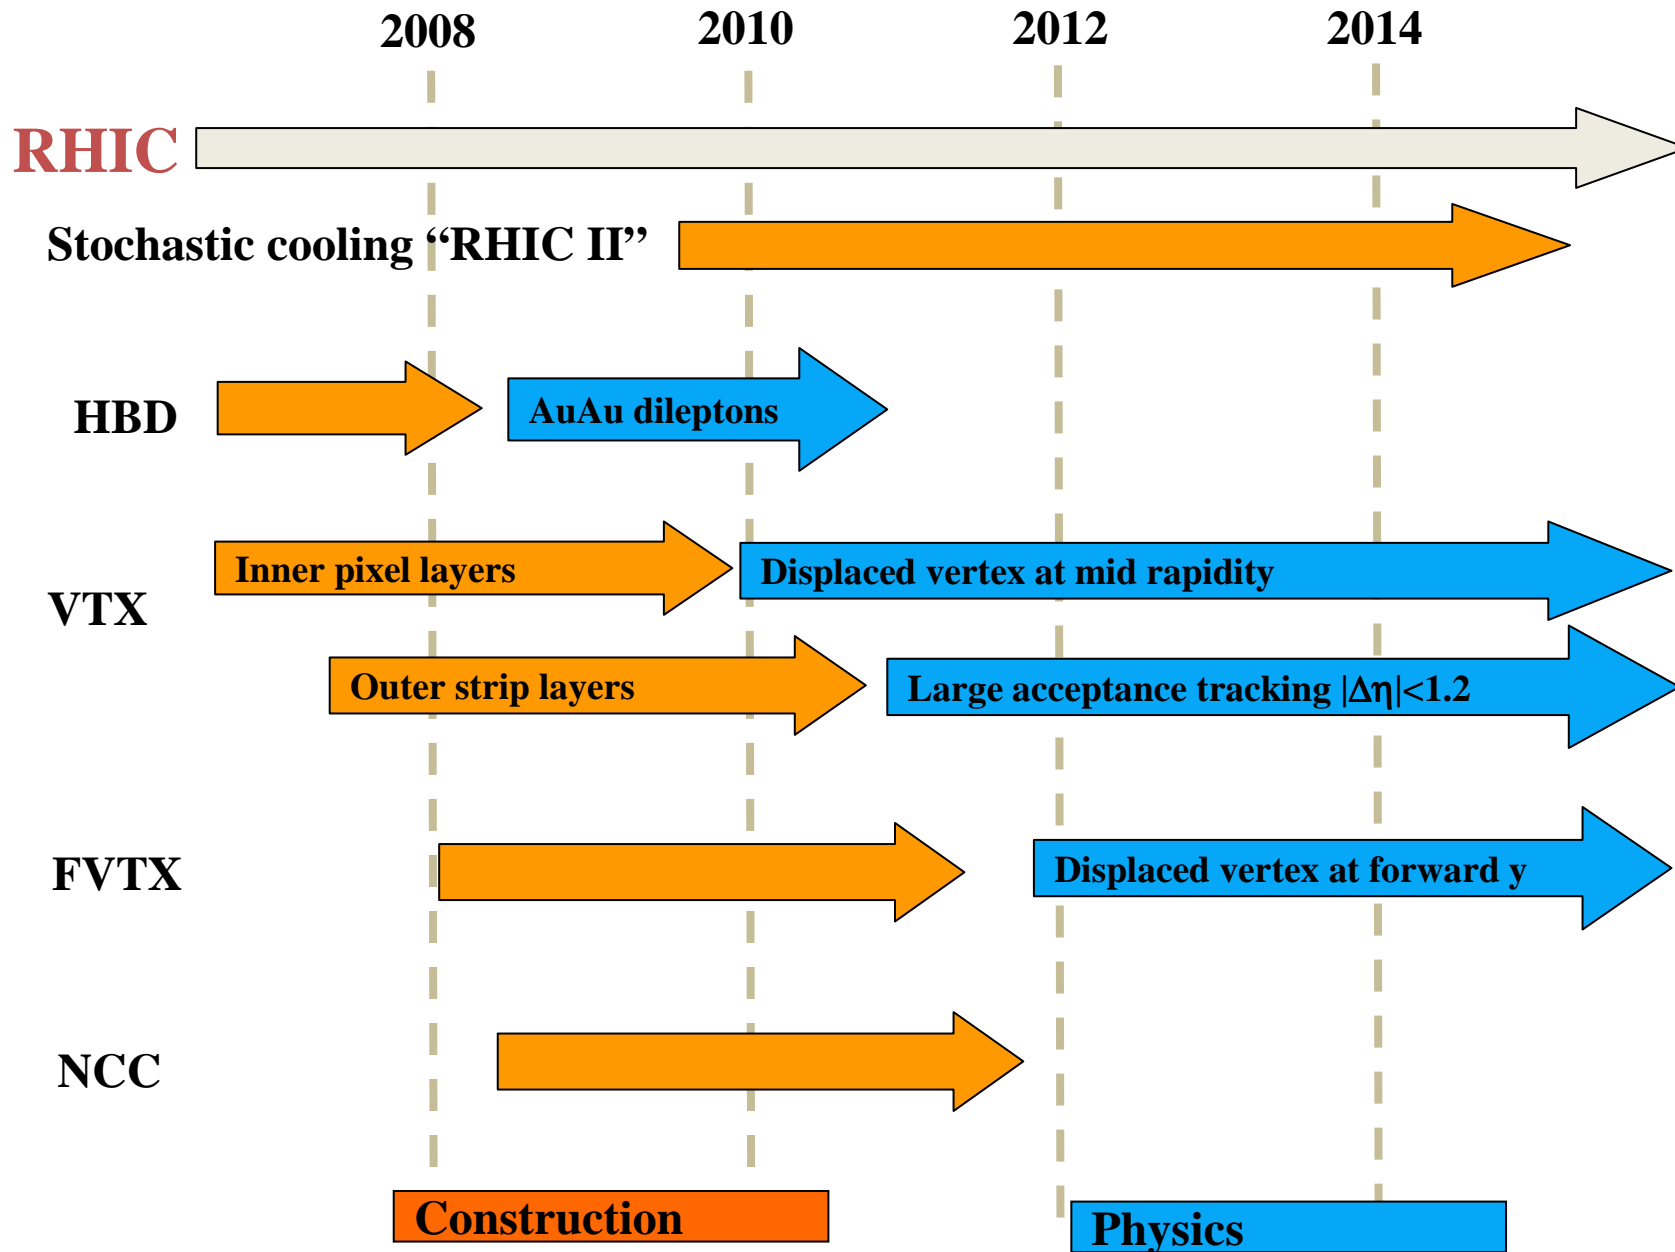 2008 2010 2012 2014
RHIC
Stochastic cooling “RHIC II”
HBD
AuAu dileptons
Inner pixel layers
Displaced vertex at mid rapidity
VTX
Outer strip layers
Large acceptance tracking |Δη|<1.2
FVTX
Displaced vertex at forward y
NCC
Construction
Physics